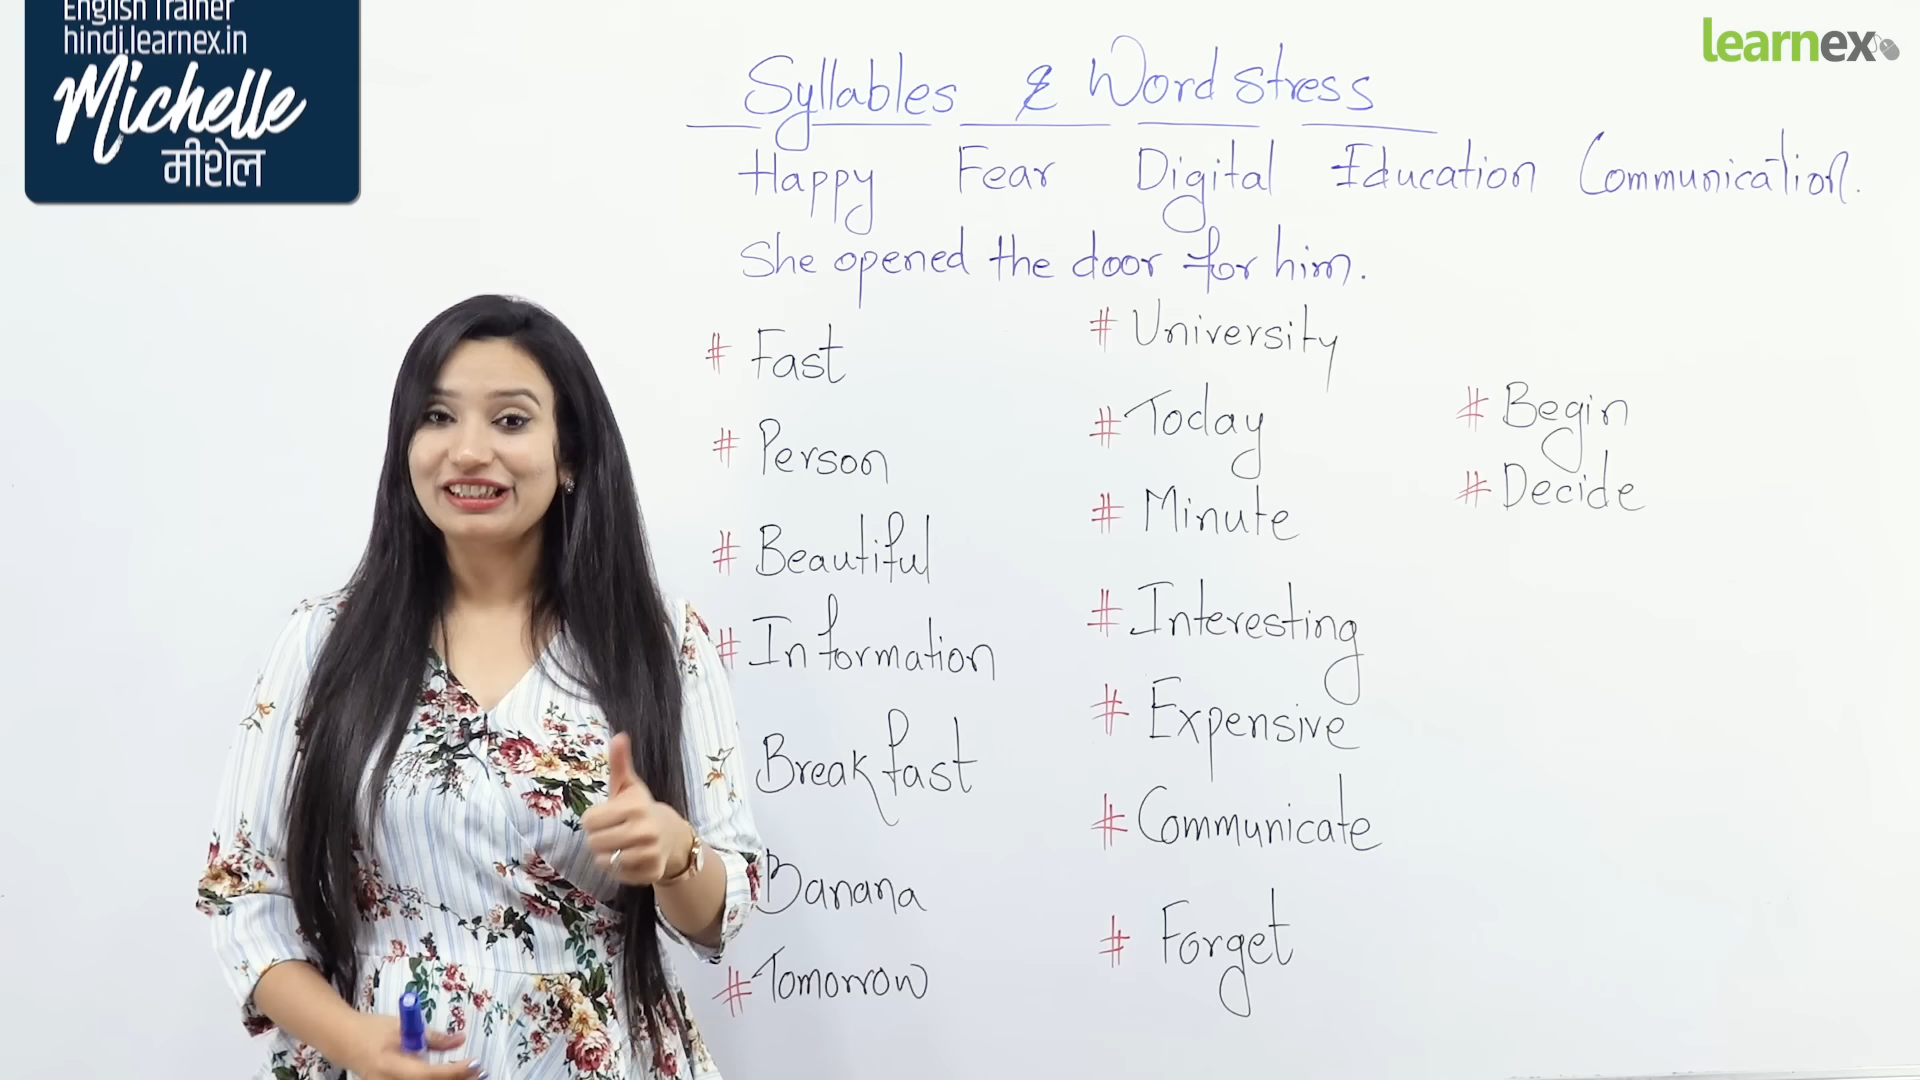 English Trainer
hindi.learnex.in
Michelle
मीशेल
learnex
Syllables & Word stress
Happy Fear Digital Education Communication.
She opened the door for him.
# Fast
# Person
# Beautiful
# Information
Breakfast
Banana
# Tomorrow
# University
# Today
# Minute
# Interesting
# Expensive
# Communicate
# Forget
# Begin
# Decide